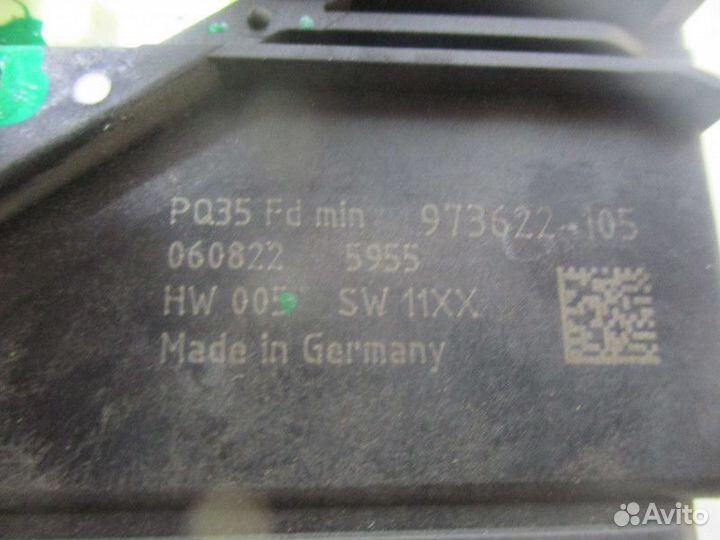 PQ35 Fd min 973622-105
060822 5955
HW 005 SW 11XX
Made in Germany
Avito